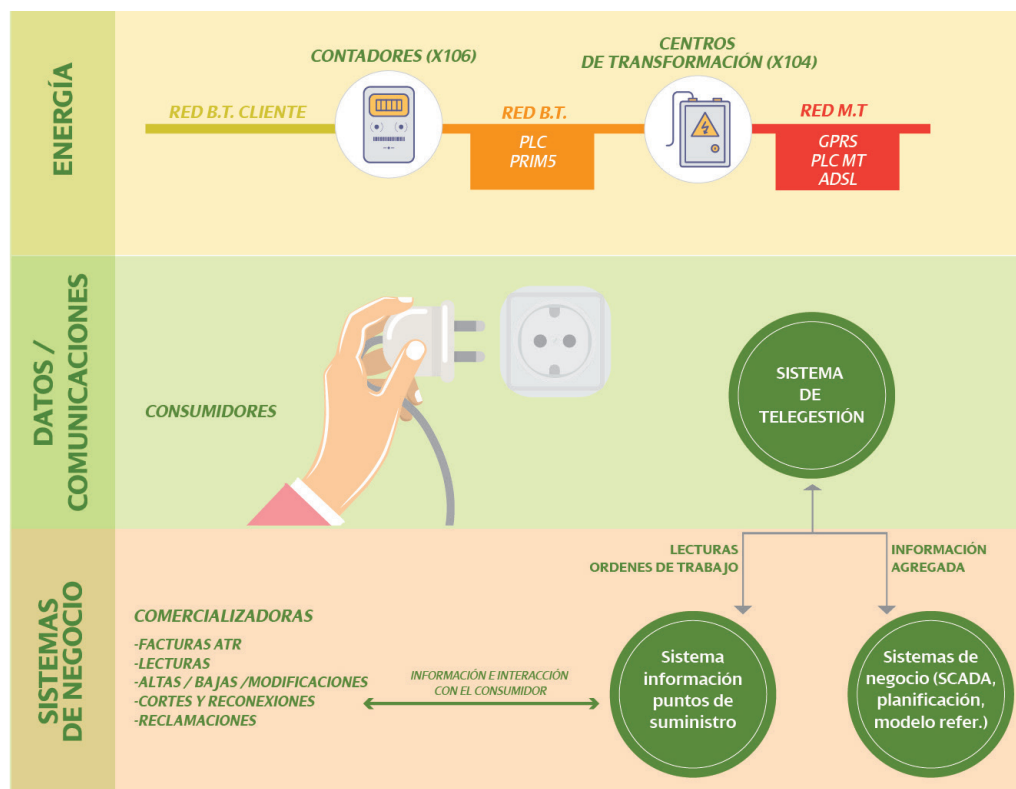 ENERGÍA
CONTADORES (X106)
CENTROS
DE TRANSFORMACIÓN (X104)
RED B.T. CLIENTE
RED B.T.
RED M.T
PLC
PRIM5
GPRS
PLC MT
ADSL
DATOS /
COMUNICACIONES
CONSUMIDORES
SISTEMA
DE
TELEGESTIÓN
SISTEMAS
DE NEGOCIO
LECTURAS
ORDENES DE TRABAJO
INFORMACIÓN
AGREGADA
COMERCIALIZADORAS
-FACTURAS ATR
-LECTURAS
-ALTAS / BAJAS /MODIFICACIONES
-CORTES Y RECONEXIONES
-RECLAMACIONES
INFORMACIÓN E INTERACCIÓN
CON EL CONSUMIDOR
Sistema
información
puntos de
suministro
Sistemas de
negocio (SCADA,
planificación,
modelo refer.)